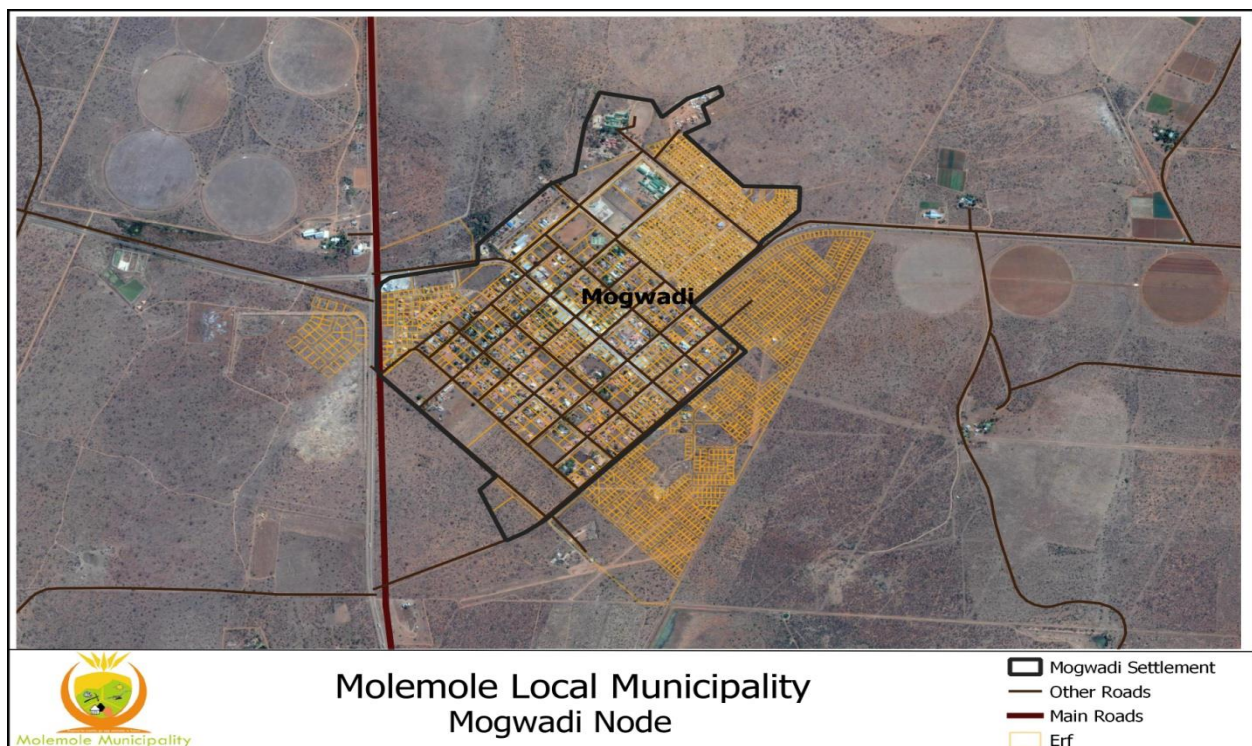 Mogwadi
Molemole Municipality
Molemole Local Municipality
Mogwadi Node
Mogwadi Settlement
Other Roads
Main Roads
Erf